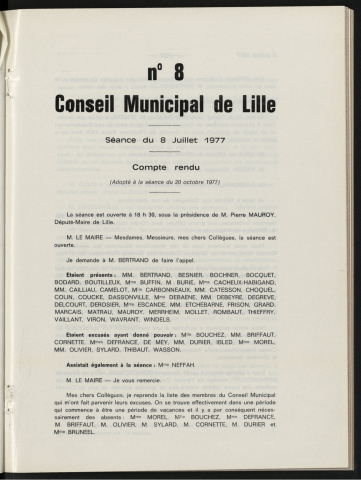 n° 8
Conseil Municipal de Lille
Séance du 8 Juillet 1977
Compte rendu
(Adopté à la séance du 20 octobre 1977)
La séance est ouverte à 18 h 30, sous la présidence de M. Pierre MAUROY,
Député-Maire de Lille.
M. LE MAIRE — Mesdames, Messieurs, mes chers Collègues, la séance est
ouverte.
Je demande à M. BERTRAND de faire l'appel.
Etaient présents : MM. BERTRAND, BESNIER, BOCHNER, BOCQUET,
BODARD, BOUTILLEUX, Mme BUFFIN, M. BURIE, Mme CACHEUX-HABIGAND,
MM. CAILLIAU, CAMELOT, Mlle CARBONNEAUX, MM. CATESSON, CHOQUEL,
COLIN, COUCKE, DASSONVILLE, Mme DEBAENE, MM. DEBEYRE, DEGREVE,
DELCOURT, DEROSIER, Mme ESCANDE, MM. ETCHEBARNE, FRISON, GRARD,
MARCAIS, MATRAU, MAUROY, MERRHEIM, MOLLET, ROMBAUT, THIEFFRY,
VAILLANT, VIRON, WAVRANT, WINDELS.
Etaient excusés ayant donné pouvoir : Mlle BOUCHEZ, MM. BRIFFAUT,
CORNETTE, Mmes DEFRANCE, DE MEY, MM. DURIER, IBLED, Mme MOREL,
MM. OLIVIER, SYLARD, THIBAUT, WASSON.
Assistait également à la séance : Mme NEFFAH.
M. LE MAIRE — Je vous remercie.
Mes chers Collègues, je reprends la liste des membres du Conseil Municipal
qui m'ont fait parvenir leurs excuses. On se trouve effectivement dans une période
qui commence à être une période de vacances et il y a par conséquent néces-
sairement des absents : Mme MOREL, Mlle BOUCHEZ, Mme DEFRANCE,
M. BRIFFAUT, M. OLIVIER, M. SYLARD, M. CORNETTE, M. DURIER et
Mme BRUNEEL.